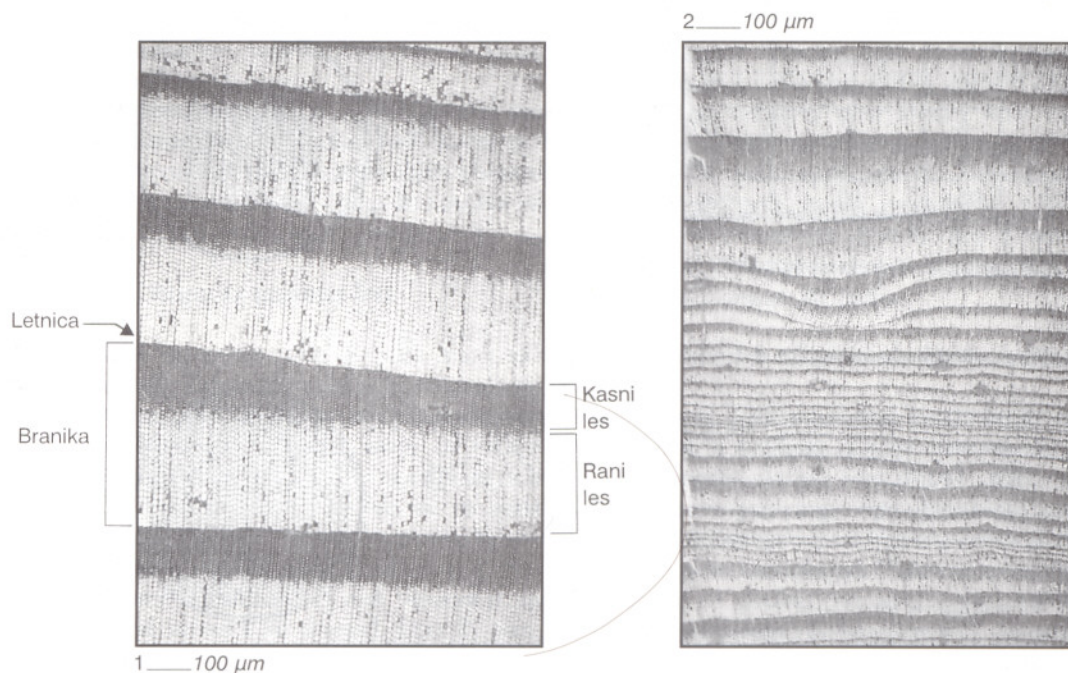 2 100 µm
Letnica
Branika
Kasni
les
Rani
les
1 100 µm